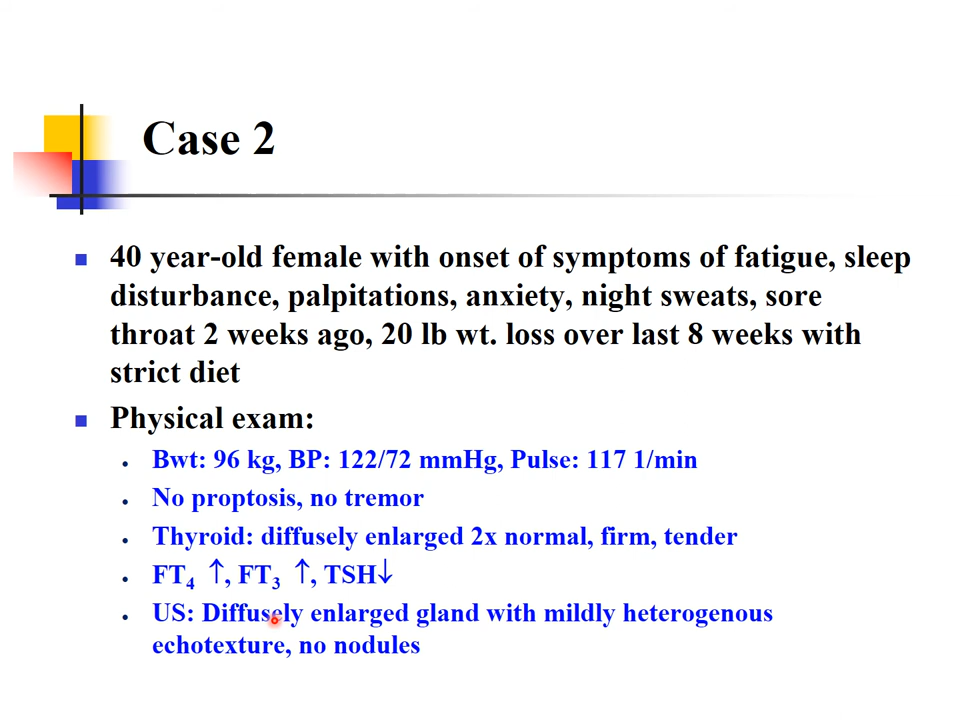 Case 2
40 year-old female with onset of symptoms of fatigue, sleep
disturbance, palpitations, anxiety, night sweats, sore
throat 2 weeks ago, 20 lb wt. loss over last 8 weeks with
strict diet
Physical exam:
Bwt: 96 kg, BP: 122/72 mmHg, Pulse: 117 1/min
No proptosis, no tremor
Thyroid: diffusely enlarged 2x normal, firm, tender
FT₄ ↑, FT₃ ↑, TSH↓
US: Diffusely enlarged gland with mildly heterogenous
echotexture, no nodules